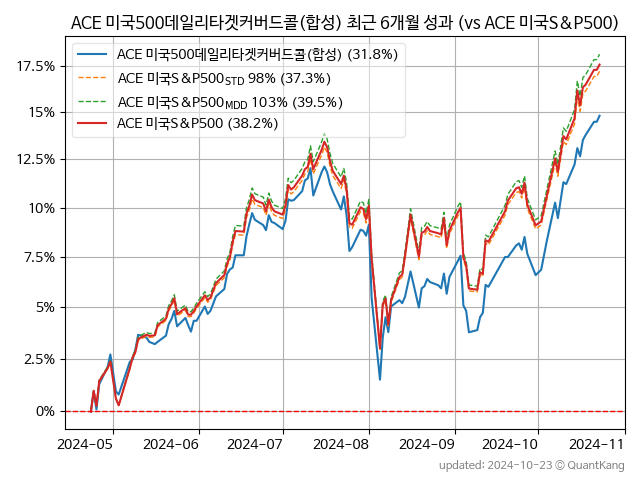 ACE 미국500데일리타겟커버드콜(합성) 최근 6개월 성과 (vs ACE 미국S&P500)
ACE 미국500데일리타겟커버드콜(합성) (31.8%)
ACE 미국S&P500STD 98% (37.3%)
ACE 미국S&P500MDD 103% (39.5%)
ACE 미국S&P500 (38.2%)
17.5%
15%
12.5%
10%
7.5%
5%
2.5%
0%
2024-05 2024-06 2024-07 2024-08 2024-09 2024-10 2024-11
updated: 2024-10-23 © QuantKang